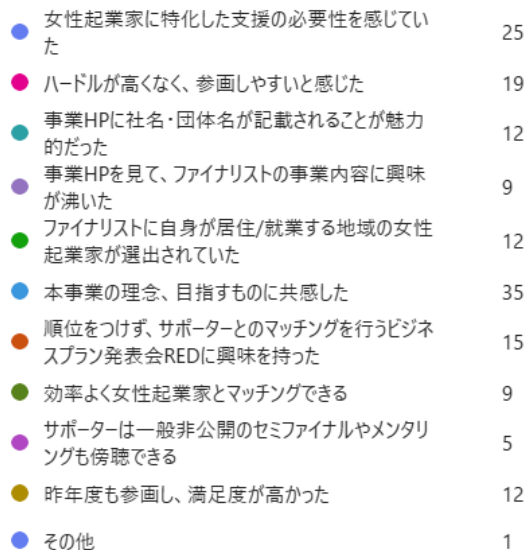 女性起業家に特化した支援の必要性を感じてい
た
25
ハードルが高くなく、参画しやすいと感じた
19
事業HPに社名・団体名が記載されることが魅力
的だった
12
事業HPを見て、ファイナリストの事業内容に興味
が沸いた
9
ファイナリストに自身が居住/就業する地域の女性
起業家が選出されていた
12
本事業の理念、目指すものに共感した
35
順位をつけず、サポーターとのマッチングを行うビジネ
スプラン発表会REDに興味を持った
15
効率よく女性起業家とマッチングできる
9
サポーターは一般非公開のセミファイナルやメンタリ
ングも傍聴できる
5
昨年度も参画し、満足度が高かった
12
その他
1